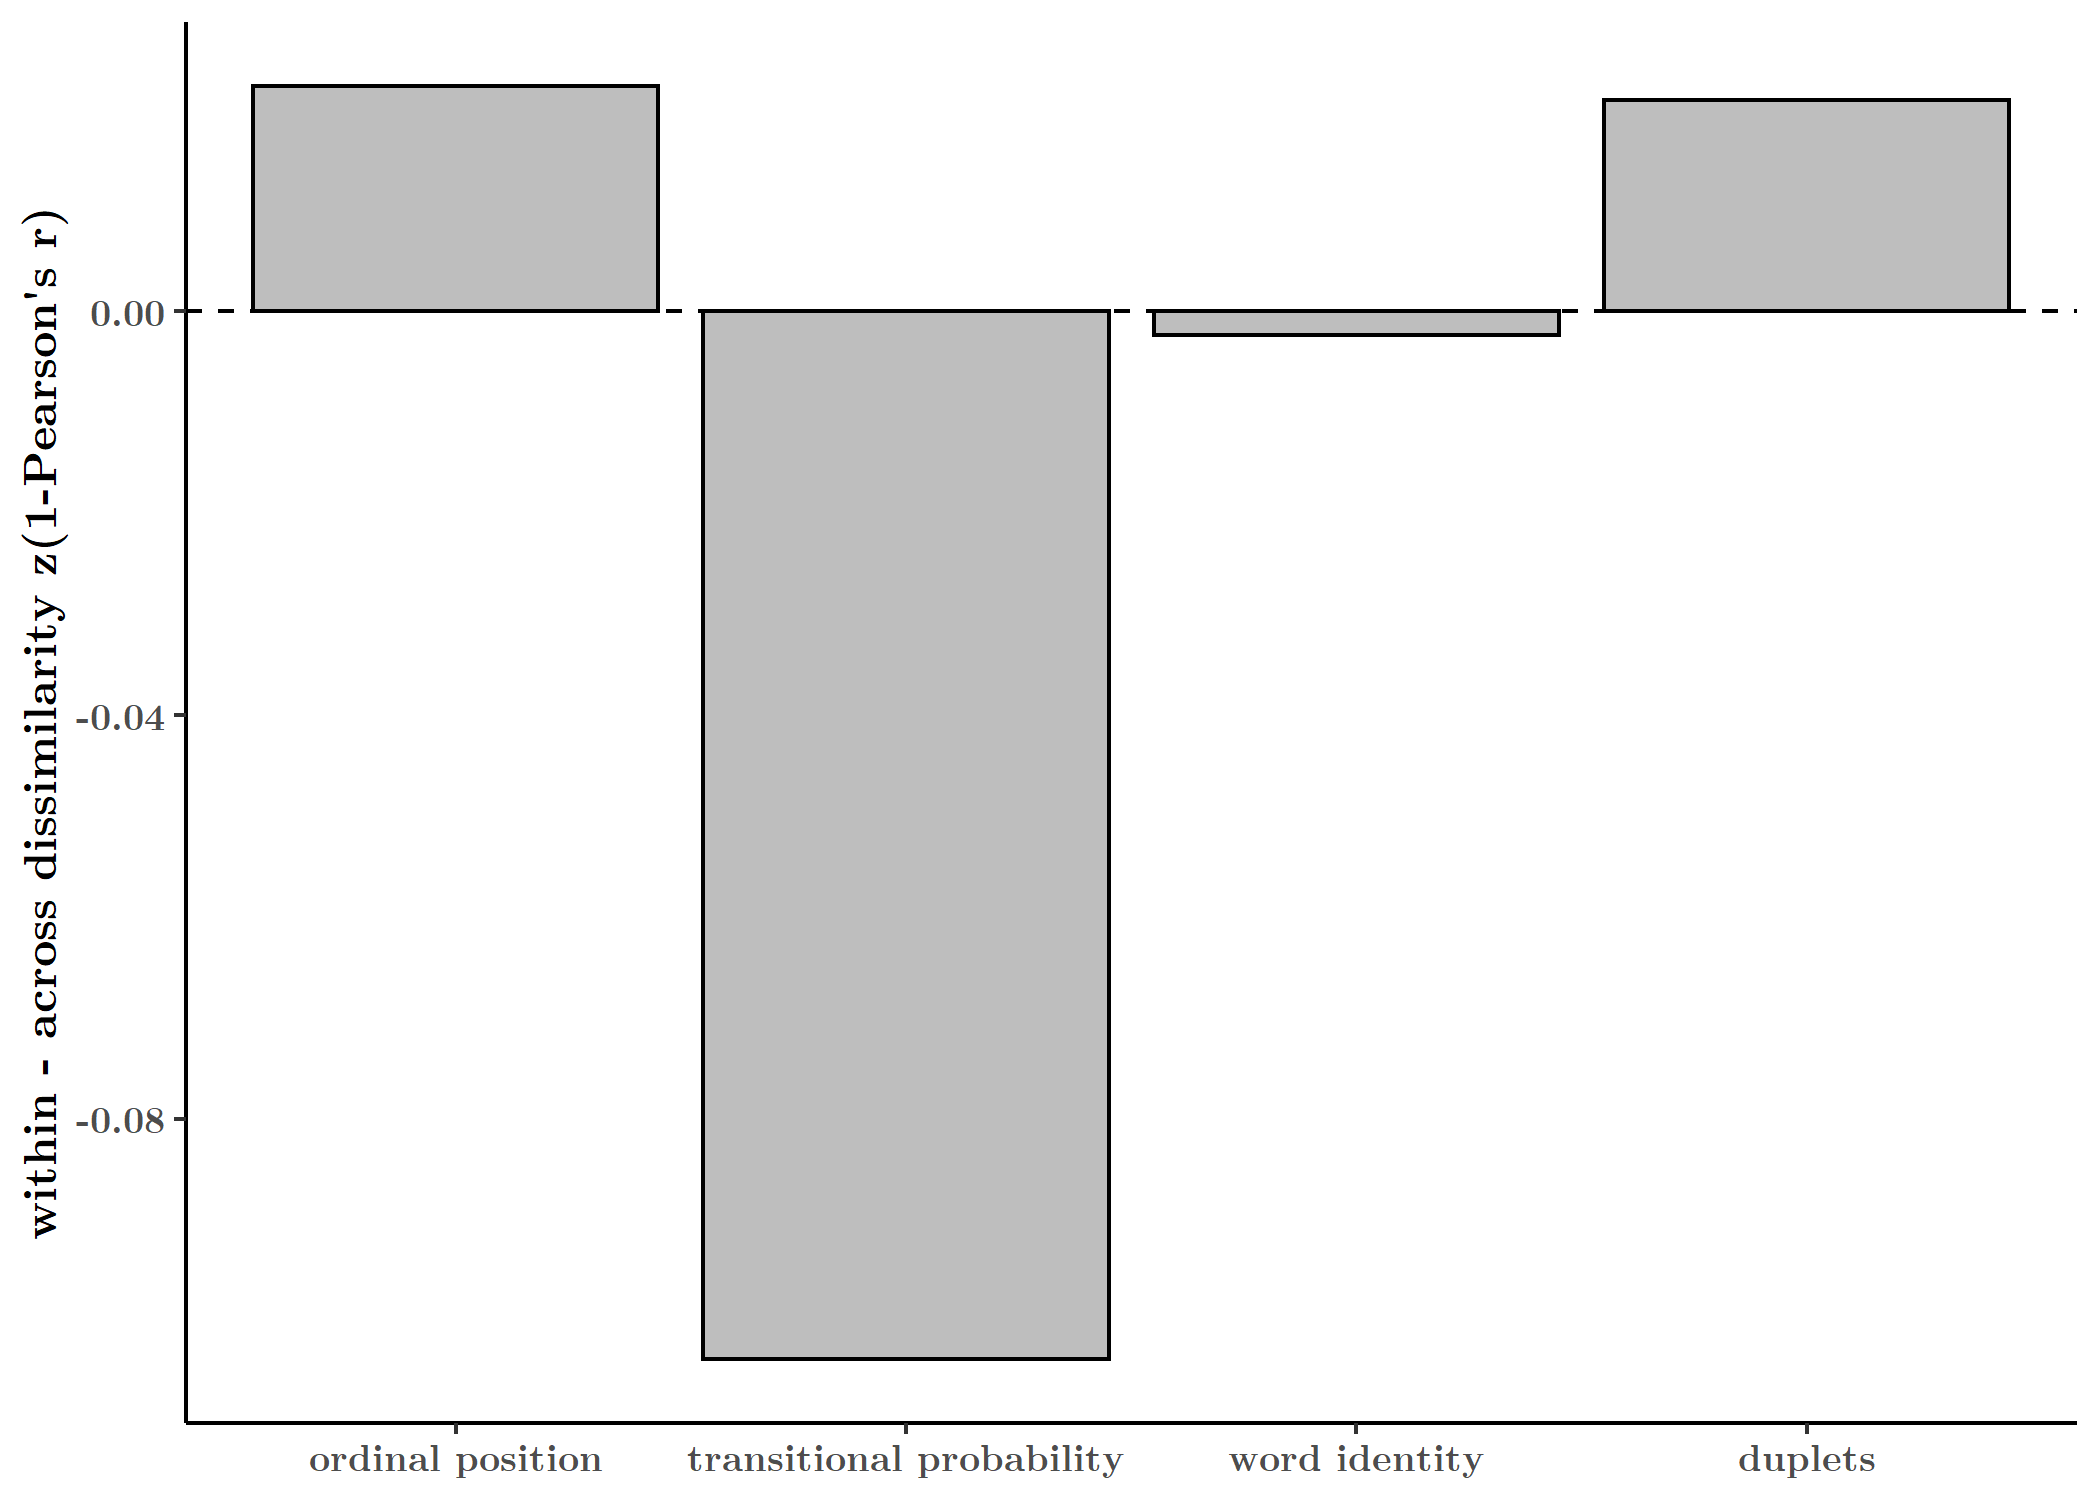 within - across dissimilarity z(1-Pearson's r)
0.00
-0.04
-0.08
ordinal position
transitional probability
word identity
duplets